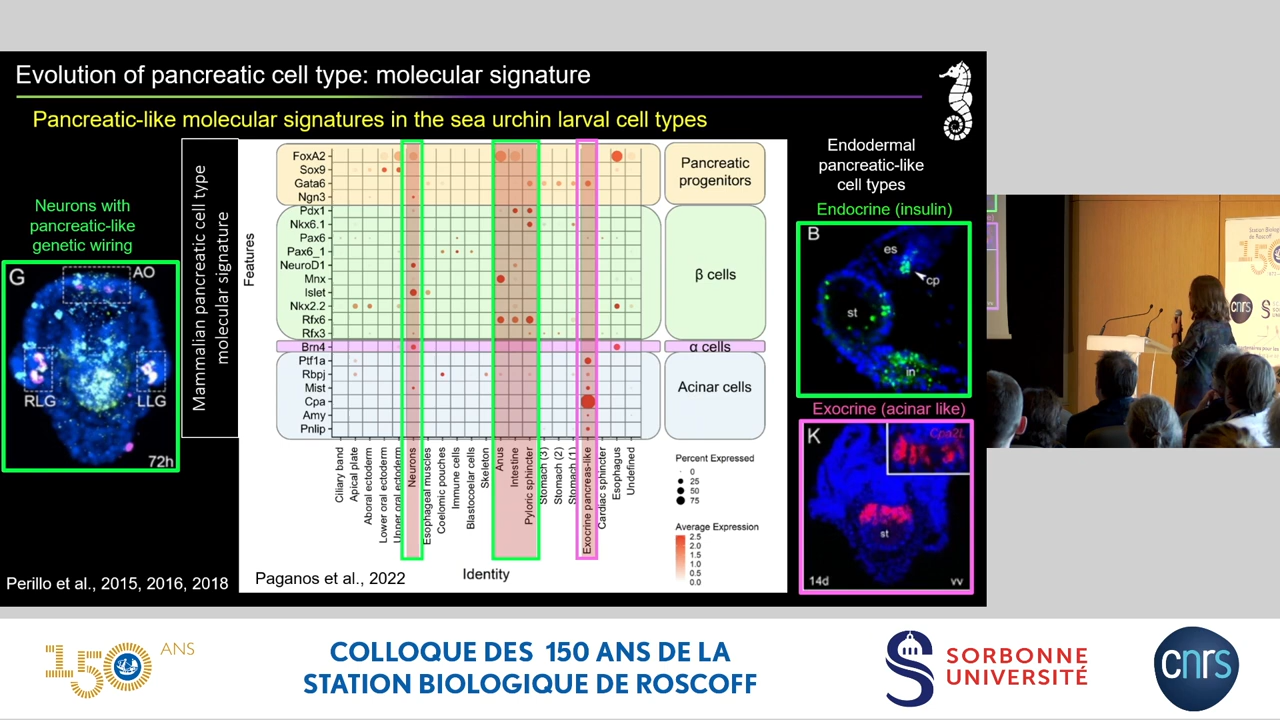 Evolution of pancreatic cell type: molecular signature
Pancreatic-like molecular signatures in the sea urchin larval cell types
Neurons with
pancreatic-like
genetic wiring
G
AO
RLG
LLG
72h
Perillo et al., 2015, 2016, 2018
Mammalian pancreatic cell type
molecular signature
Features
FoxA2
Sox9
Gata6
Ngn3
Pdx1
Nkx6.1
Pax6
Pax6_1
NeuroD1
Mnx
Islet
Nkx2.2
Rfx6
Rfx3
Brn4
Ptf1a
Rbpj
Mist
Cpa
Amy
Pnlip
Pancreatic
progenitors
β cells
α cells
Acinar cells
Ciliary band
Apical plate
Aboral ectoderm
Lower oral ectoderm
Upper oral ectoderm
Neurons
Esophageal muscles
Coelomic pouches
Immune cells
Blastocoelar cells
Skeleton
Anus
Intestine
Pyloric sphincter
Stomach (3)
Stomach (2)
Stomach (1)
Exocrine pancreas-like
Cardiac sphincter
Esophagus
Undefined
Identity
Paganos et al., 2022
Percent Expressed
0
25
50
75
Average Expression
2.5
2.0
1.5
1.0
0.5
0.0
Endodermal
pancreatic-like
cell types
Endocrine (insulin)
B
es
cp
st
in
Exocrine (acinar like)
K
Cpa2L
st
14d
vv
Station Biologique
de Roscoff
150
cnrs
150 ANS
COLLOQUE DES 150 ANS DE LA
STATION BIOLOGIQUE DE ROSCOFF
SORBONNE
UNIVERSITÉ
cnrs